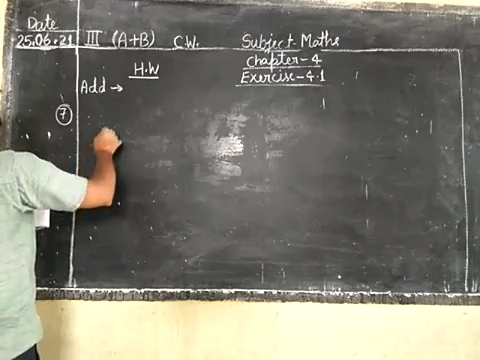 Date
25.06.21 III (A+B) C.W. Subject-Maths
Chapter-4
H.W Exercise-4.1
Add →
7